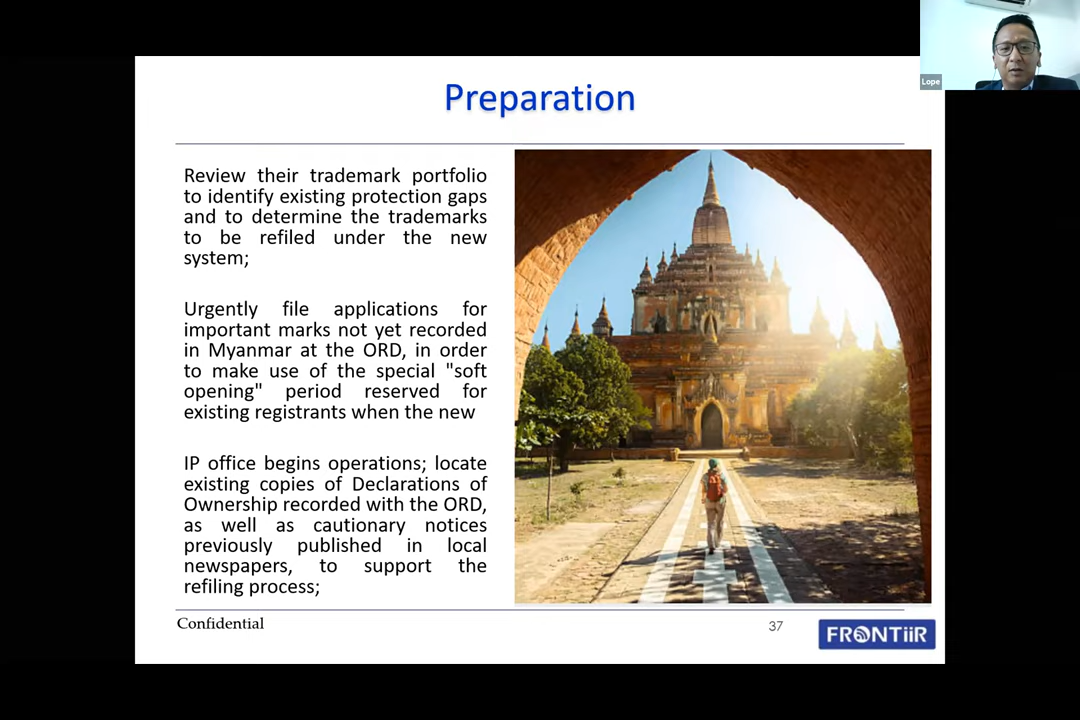 Lope
Preparation
Review their trademark portfolio
to identify existing protection gaps
and to determine the trademarks
to be refiled under the new
system;
Urgently file applications for
important marks not yet recorded
in Myanmar at the ORD, in order
to make use of the special "soft
opening" period reserved for
existing registrants when the new
IP office begins operations; locate
existing copies of Declarations of
Ownership recorded with the ORD,
as well as cautionary notices
previously published in local
newspapers, to support the
refiling process;
Confidential
37
FRONTiiR